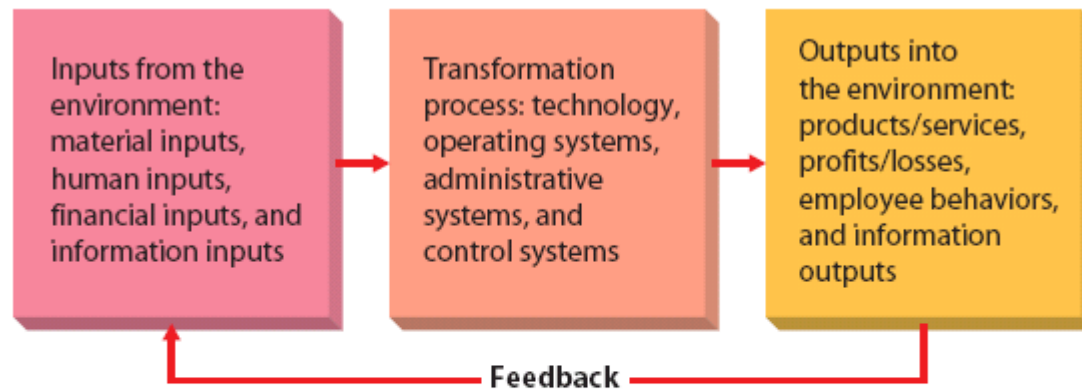 Inputs from the
environment:
material inputs,
human inputs,
financial inputs, and
information inputs
Transformation
process: technology,
operating systems,
administrative
systems, and
control systems
Outputs into
the environment:
products/services,
profits/losses,
employee behaviors,
and information
outputs
Feedback